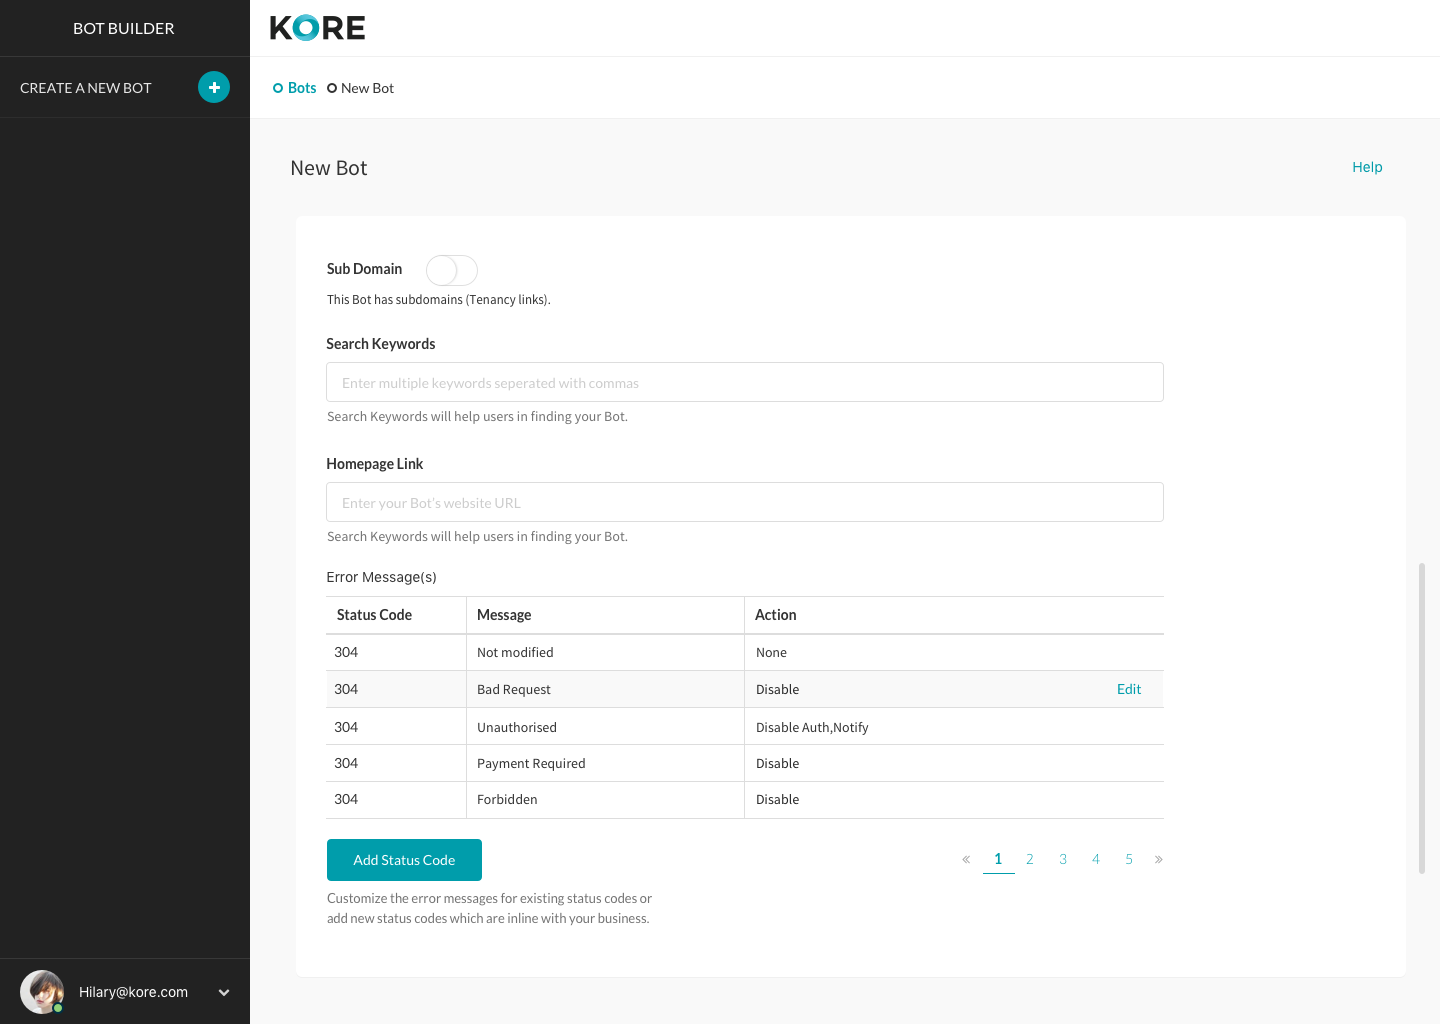 BOT BUILDER
KORE
CREATE A NEW BOT
Bots New Bot
New Bot
Help
Sub Domain
This Bot has subdomains (Tenancy links).
Search Keywords
Enter multiple keywords seperated with commas
Search Keywords will help users in finding your Bot.
Homepage Link
Enter your Bot's website URL
Search Keywords will help users in finding your Bot.
Error Message(s)
Status Code Message Action
304 Not modified None
304 Bad Request Disable Edit
304 Unauthorised Disable Auth,Notify
304 Payment Required Disable
304 Forbidden Disable
Add Status Code
« 1 2 3 4 5 »
Customize the error messages for existing status codes or
add new status codes which are inline with your business.
Hilary@kore.com